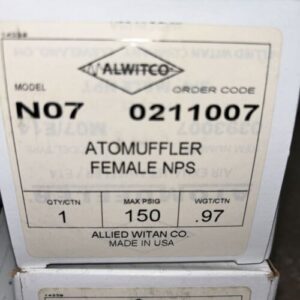 ALWITCO
MODEL ORDER CODE
N07 0211007
ATOMUFFLER
FEMALE NPS
QTY/CTN MAX PSIG WGT/CTN
1 150 .97
ALLIED WITAN CO.
MADE IN USA